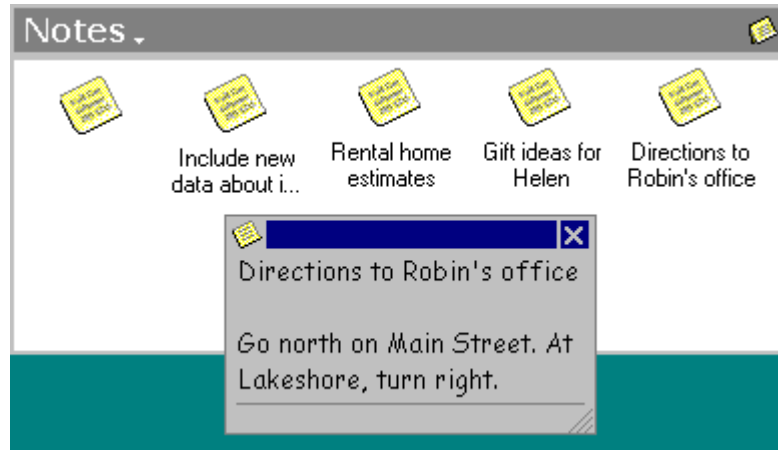 Notes
Include new
data about i...
Rental home
estimates
Gift ideas for
Helen
Directions to
Robin's office
Directions to Robin's office
Go north on Main Street. At
Lakeshore, turn right.